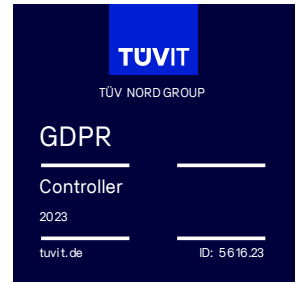 TÜVIT
TÜV NORD GROUP
GDPR
Controller
2023
tuvit.de ID: 5616.23